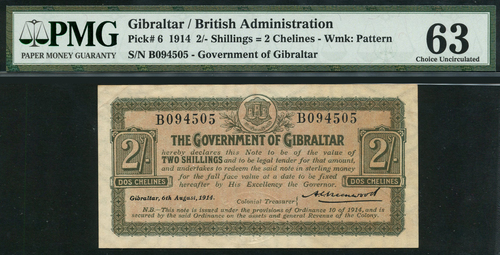 PMG
PAPER MONEY GUARANTY
Gibraltar / British Administration
Pick# 6 1914 2/- Shillings = 2 Chelines - Wmk: Pattern
S/N B094505 - Government of Gibraltar
63
Choice Uncirculated
B094505 B094505
THE GOVERNMENT OF GIBRALTAR
hereby declares this Note to be of the value of
TWO SHILLINGS and to be legal tender for that amount,
and undertakes to redeem the said note in sterling money
for the full face value at a date to be fixed
hereafter by His Excellency the Governor.
2/-
DOS CHELINES
2/-
DOS CHELINES
Gibraltar, 6th August, 1914.
Colonial Treasurer
N.B.-This note is issued under the provisions of Ordinance 10 of 1914, and is
secured by the said Ordinance on the assets and general Revenue of the Colony.